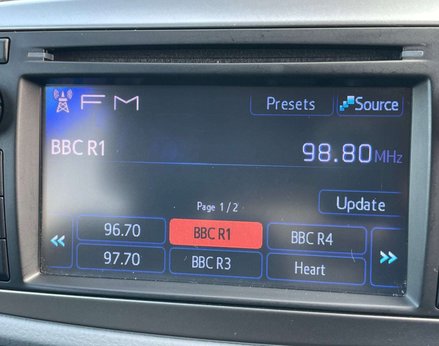 FM Presets Source
BBC R1 98.80MHz
Update
Page 1/2
96.70 BBC R1 BBC R4
97.70 BBC R3 Heart